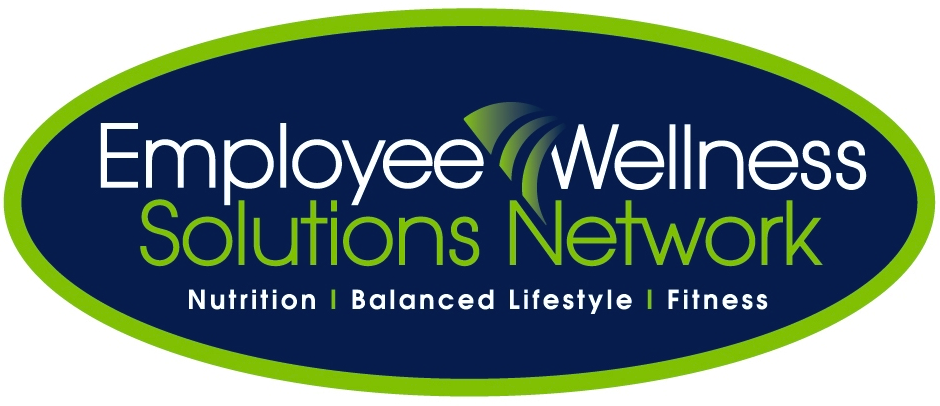 Employee Wellness
Solutions Network
Nutrition | Balanced Lifestyle | Fitness